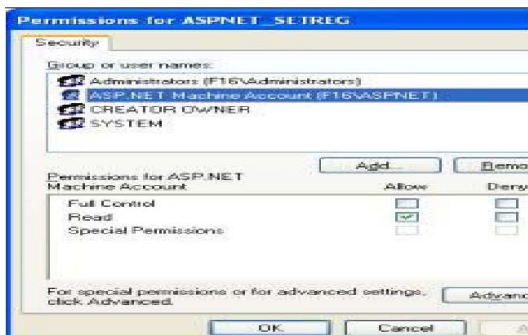 Permissions for ASPNET_SETREG
Security
Group or user names:
Administrators (F16\Administrators)
ASP.NET Machine Account (F16\ASPNET)
CREATOR OWNER
SYSTEM
Add... Remo
Permissions for ASP.NET
Machine Account Allow Deny
Full Control
Read
Special Permissions
For special permissions or for advanced settings,
click Advanced.
Advanc
OK Cancel A